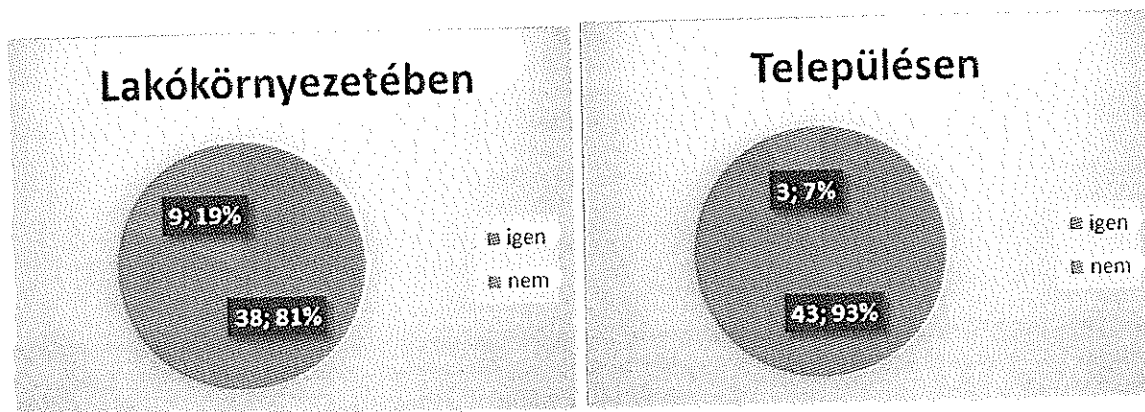 Lakókörnyezetében
9; 19%
38; 81%
igen
nem
Településen
3; 7%
43; 93%
igen
nem